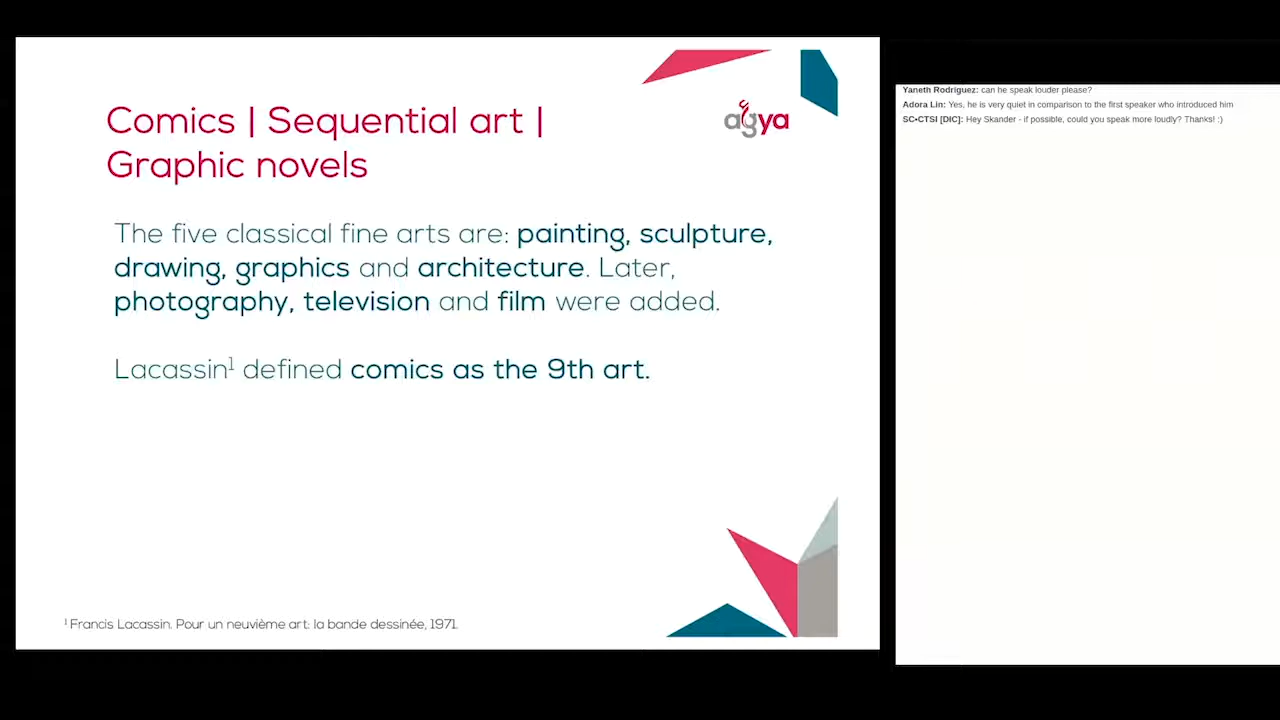 Comics | Sequential art |
Graphic novels
agya
The five classical fine arts are: painting, sculpture,
drawing, graphics and architecture. Later,
photography, television and film were added.
Lacassin¹ defined comics as the 9th art.
¹ Francis Lacassin. Pour un neuvième art: la bande dessinée, 1971.
Yaneth Rodriguez: can he speak louder please?
Adora Lin: Yes, he is very quiet in comparison to the first speaker who introduced him
SC•CTSI [DIC]: Hey Skander - if possible, could you speak more loudly? Thanks! :)